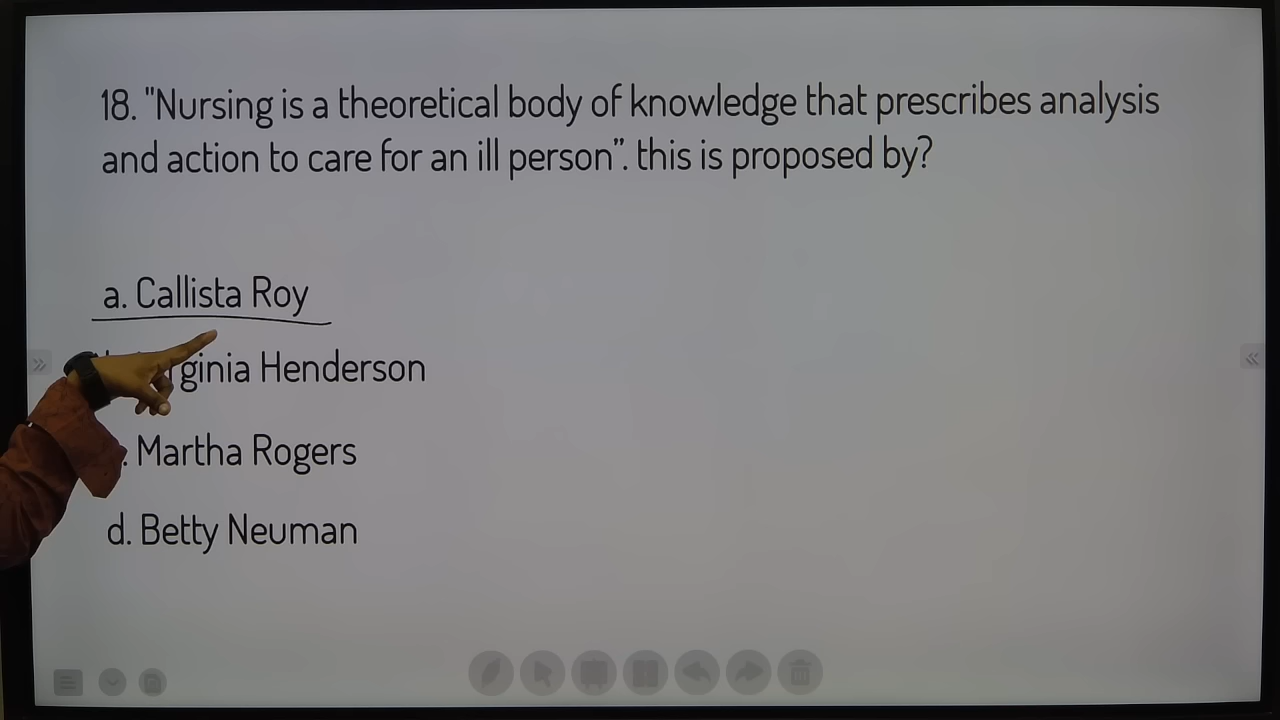 18. "Nursing is a theoretical body of knowledge that prescribes analysis
and action to care for an ill person”. this is proposed by?
a. Callista Roy
ginia Henderson
. Martha Rogers
d. Betty Neuman